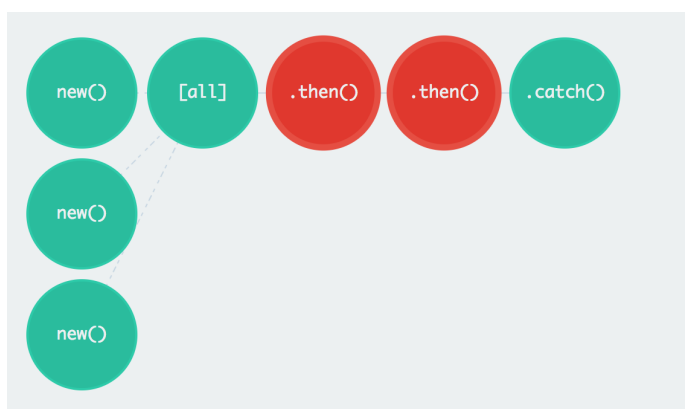 new() [all] .then() .then() .catch()
new()
new()